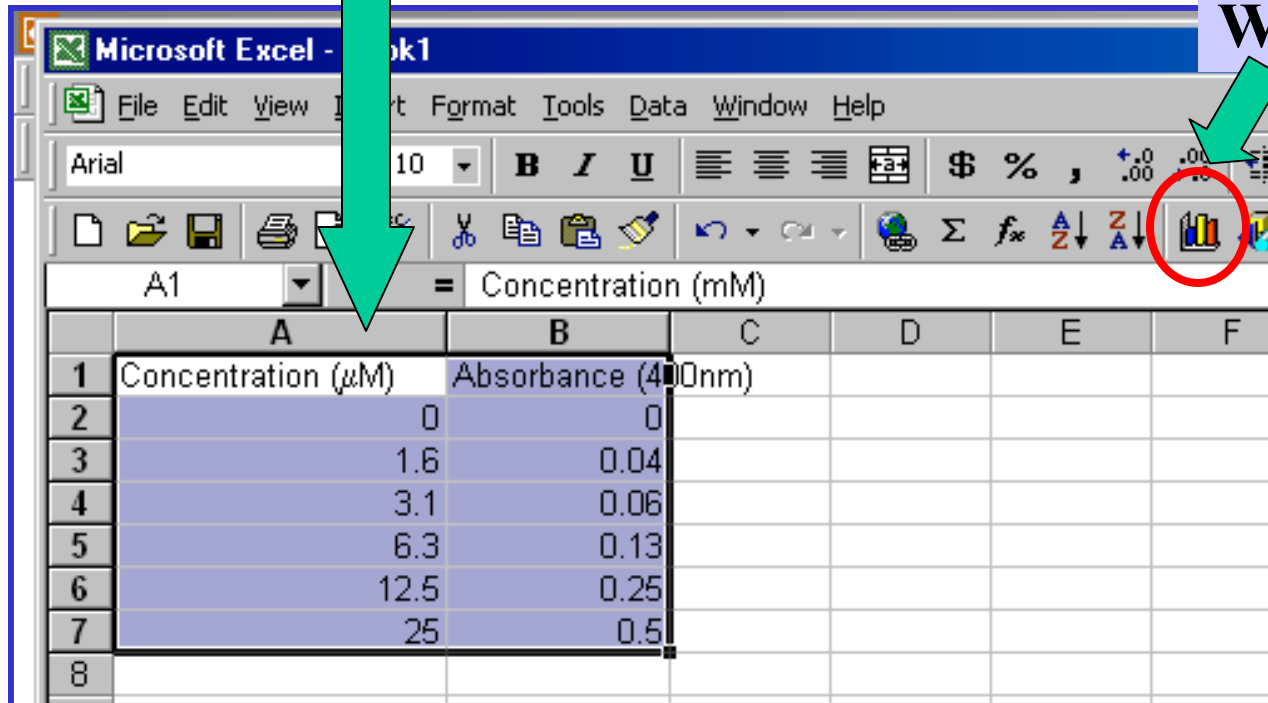 W
Microsoft Excel - ok1
File Edit View Format Tools Data Window Help
Arial 10 B I U $ % ,
A1 = Concentration (mM)
A B C D E F
1 Concentration (µM) Absorbance (400nm)
2 0 0
3 1.6 0.04
4 3.1 0.06
5 6.3 0.13
6 12.5 0.25
7 25 0.5
8